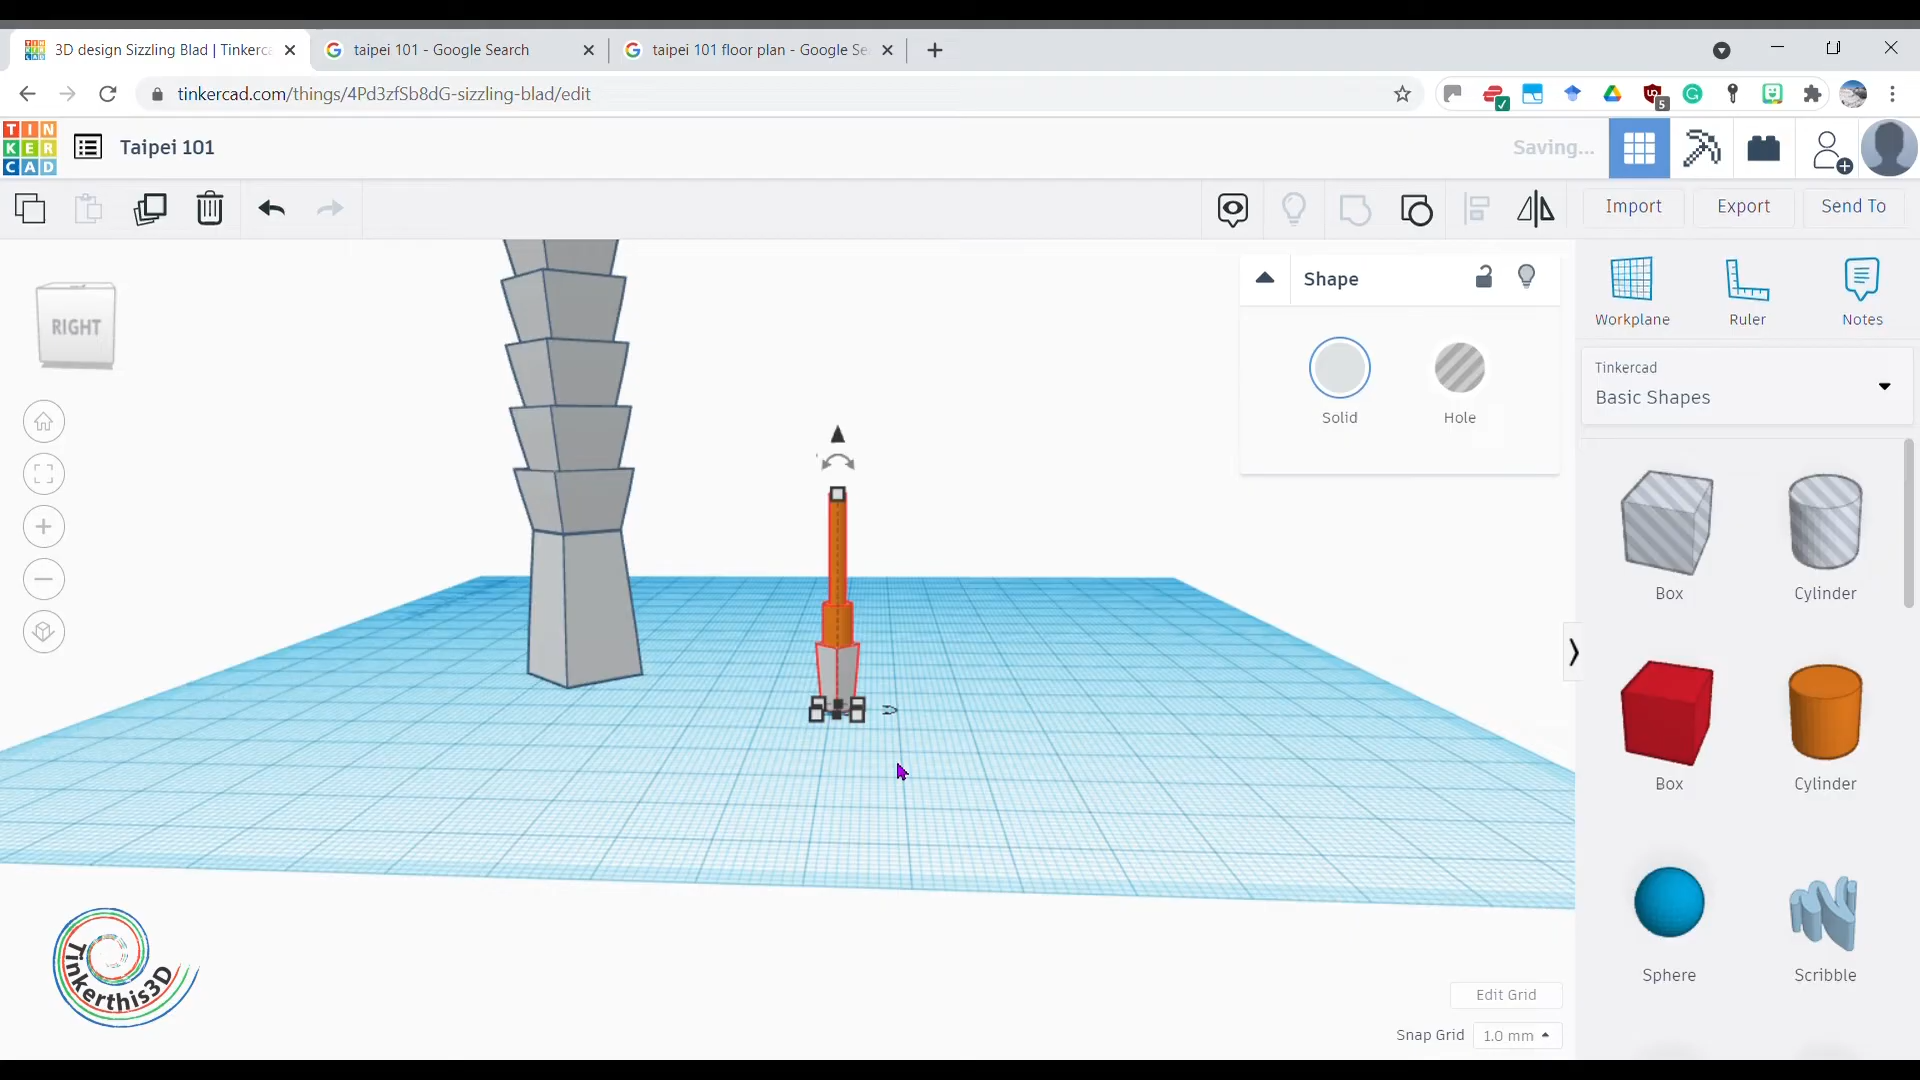 3D design Sizzling Blad | Tinkerca
taipei 101 - Google Search
taipei 101 floor plan - Google Se
tinkercad.com/things/4Pd3zfSb8dG-sizzling-blad/edit
5
TIN
KER
CAD
Taipei 101
Saving...
Import
Export
Send To
RIGHT
Shape
Solid
Hole
Workplane
Ruler
Notes
Tinkercad
Basic Shapes
Box
Cylinder
Box
Cylinder
Sphere
Scribble
Tinkerthis3D
Edit Grid
Snap Grid
1.0 mm